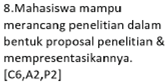 8.Mahasiswa mampu
merancang penelitian dalam
bentuk proposal penelitian &
mempresentasikannya.
[C6,A2,P2]